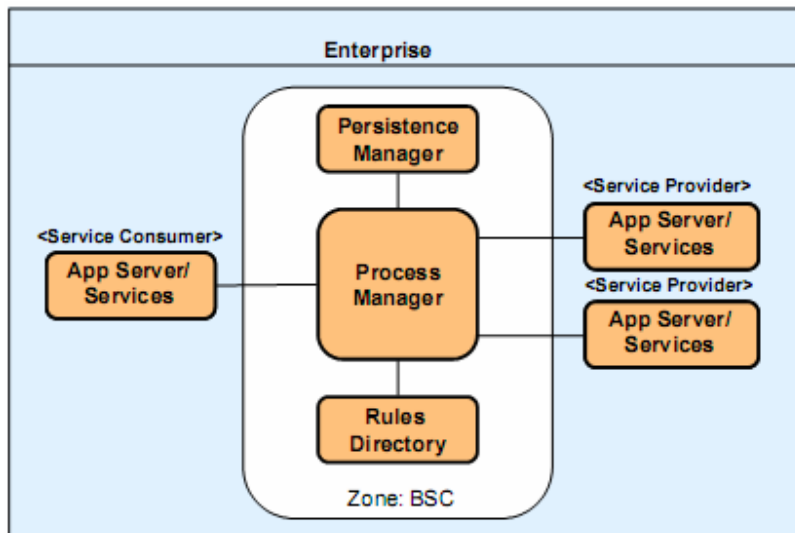 Enterprise
Persistence
Manager
<Service Consumer>
App Server/
Services
Process
Manager
<Service Provider>
App Server/
Services
<Service Provider>
App Server/
Services
Rules
Directory
Zone: BSC